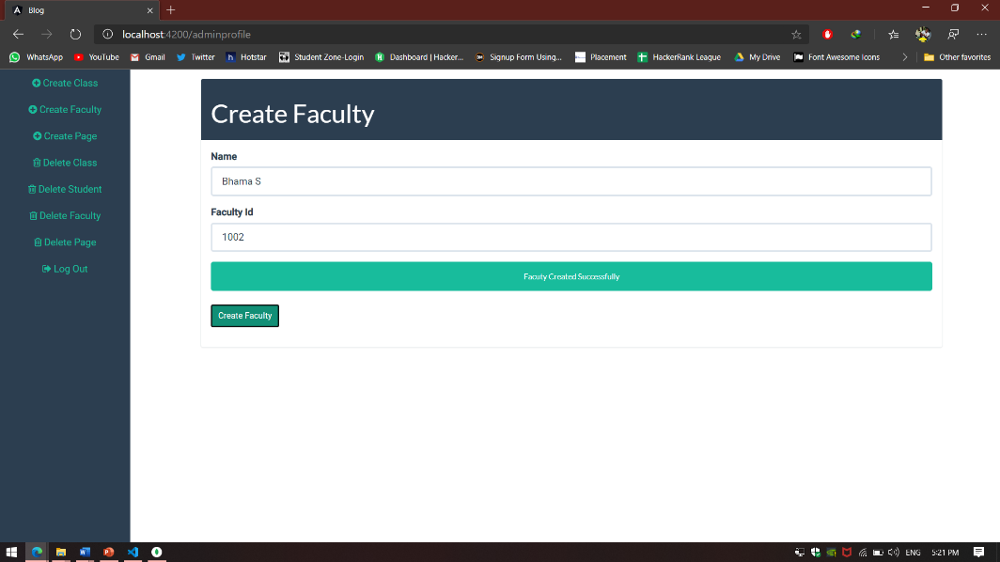 Blog
localhost:4200/adminprofile
WhatsApp YouTube Gmail Twitter Hotstar Student Zone-Login Dashboard | Hacker... Signup Form Using... Placement HackerRank League My Drive Font Awesome Icons Other favorites
Create Class
Create Faculty
Create Page
Delete Class
Delete Student
Delete Faculty
Delete Page
Log Out
Create Faculty
Name
Bhama S
Faculty Id
1002
Facuty Created Successfully
Create Faculty
ENG 5:21 PM